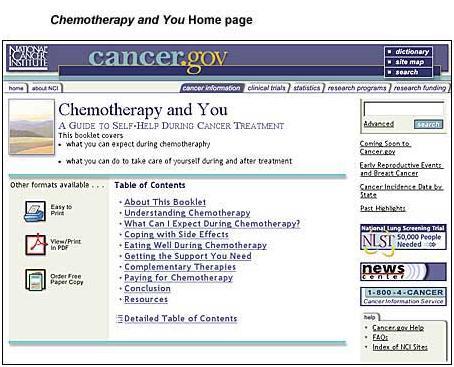 Chemotherapy and You Home page
NATIONAL
CANCER
INSTITUTE
cancer.gov
dictionary
site map
search
home
about NCI
cancer information
clinical trials
statistics
research programs
research funding
Chemotherapy and You
A GUIDE TO SELF-HELP DURING CANCER TREATMENT
This booklet covers
• what you can expect during chemotheraphy
• what you can do to take care of yourself during and after treatment
Other formats available . . .
Easy to
Print
View/Print
in PDF
Order Free
Paper Copy
Table of Contents
• About This Booklet
• Understanding Chemotherapy
• What Can I Expect During Chemotherapy?
• Coping with Side Effects
• Eating Well During Chemotherapy
• Getting the Support You Need
• Complementary Therapies
• Paying for Chemotherapy
• Conclusion
• Resources
Detailed Table of Contents
Advanced
search
Coming Soon to
Cancer.gov
Early Reproductive Events
and Breast Cancer
Cancer Incidence Data by
State
Past Highlights
National Lung Screening Trial
NLST
50,000 People
Needed
news
center
1-800-4-CANCER
Cancer Information Service
help
• Cancer.gov Help
• FAQs
• Index of NCI Sites